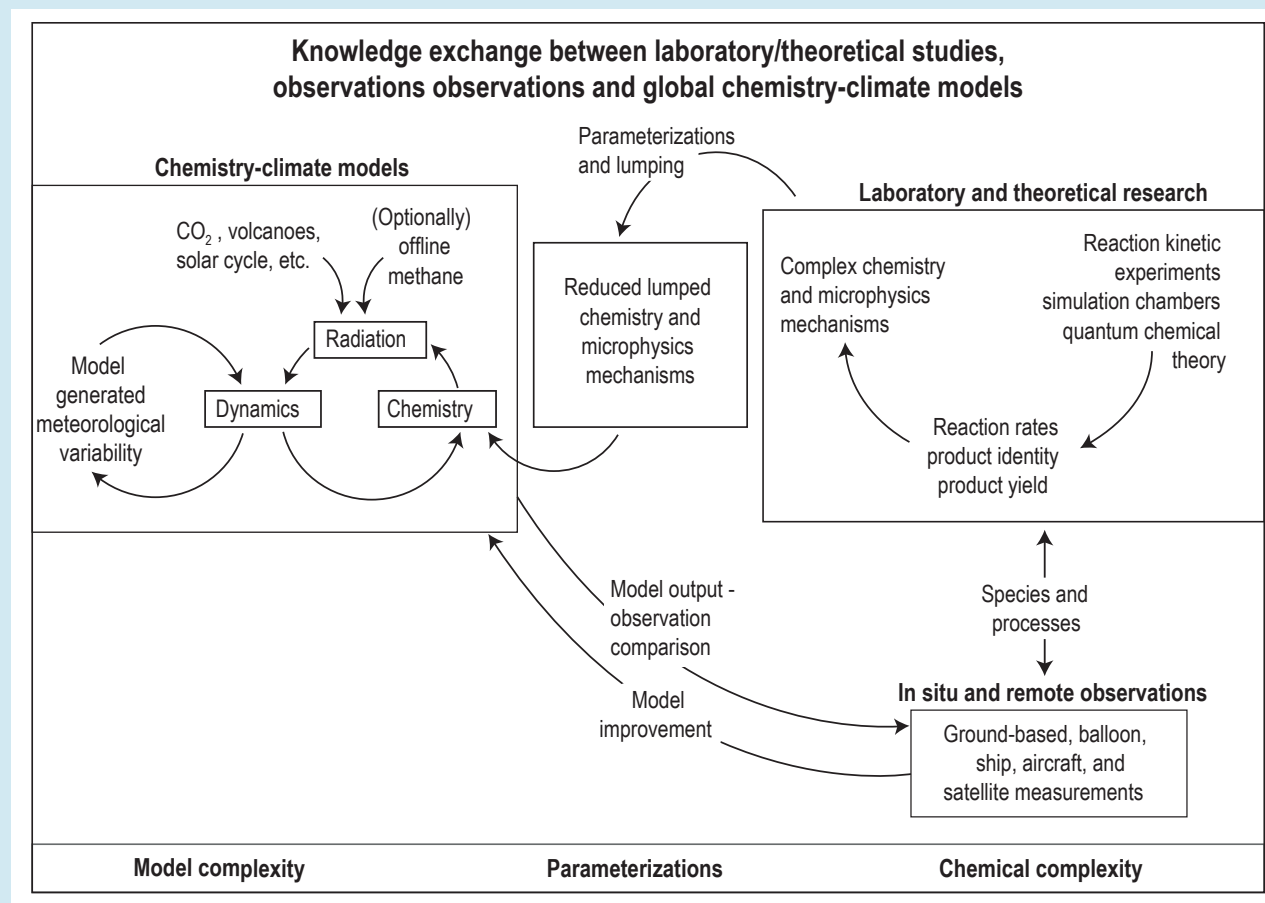 Knowledge exchange between laboratory/theoretical studies,
observations observations and global chemistry-climate models
Chemistry-climate models
CO2 , volcanoes,
solar cycle, etc.
(Optionally)
offline
methane
Radiation
Model
generated
meteorological
variability
Dynamics
Chemistry
Parameterizations
and lumping
Reduced lumped
chemistry and
microphysics
mechanisms
Laboratory and theoretical research
Complex chemistry
and microphysics
mechanisms
Reaction kinetic
experiments
simulation chambers
quantum chemical
theory
Reaction rates
product identity
product yield
Model output -
observation
comparison
Model
improvement
Species and
processes
In situ and remote observations
Ground-based, balloon,
ship, aircraft, and
satellite measurements
Model complexity
Parameterizations
Chemical complexity